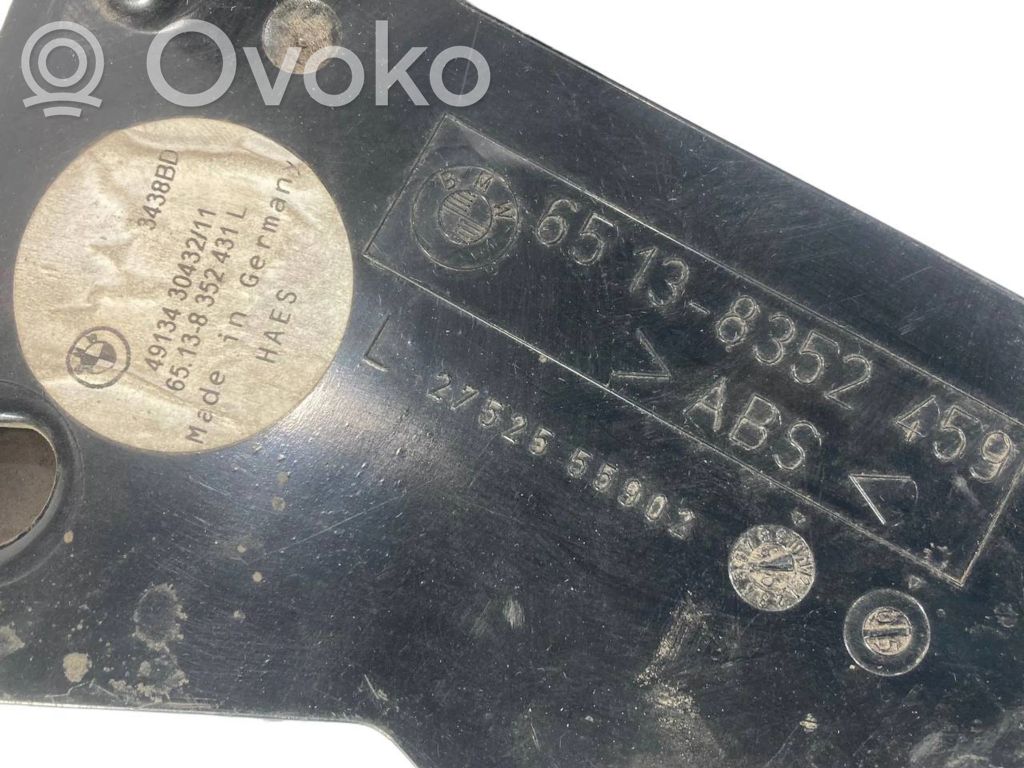 Ovoko
3438BD
49134 30432/11
65.13-8 352 431 L
Made in Germany
HAES
BMW
65 13-8352 459
> ABS <
L 27525 55902